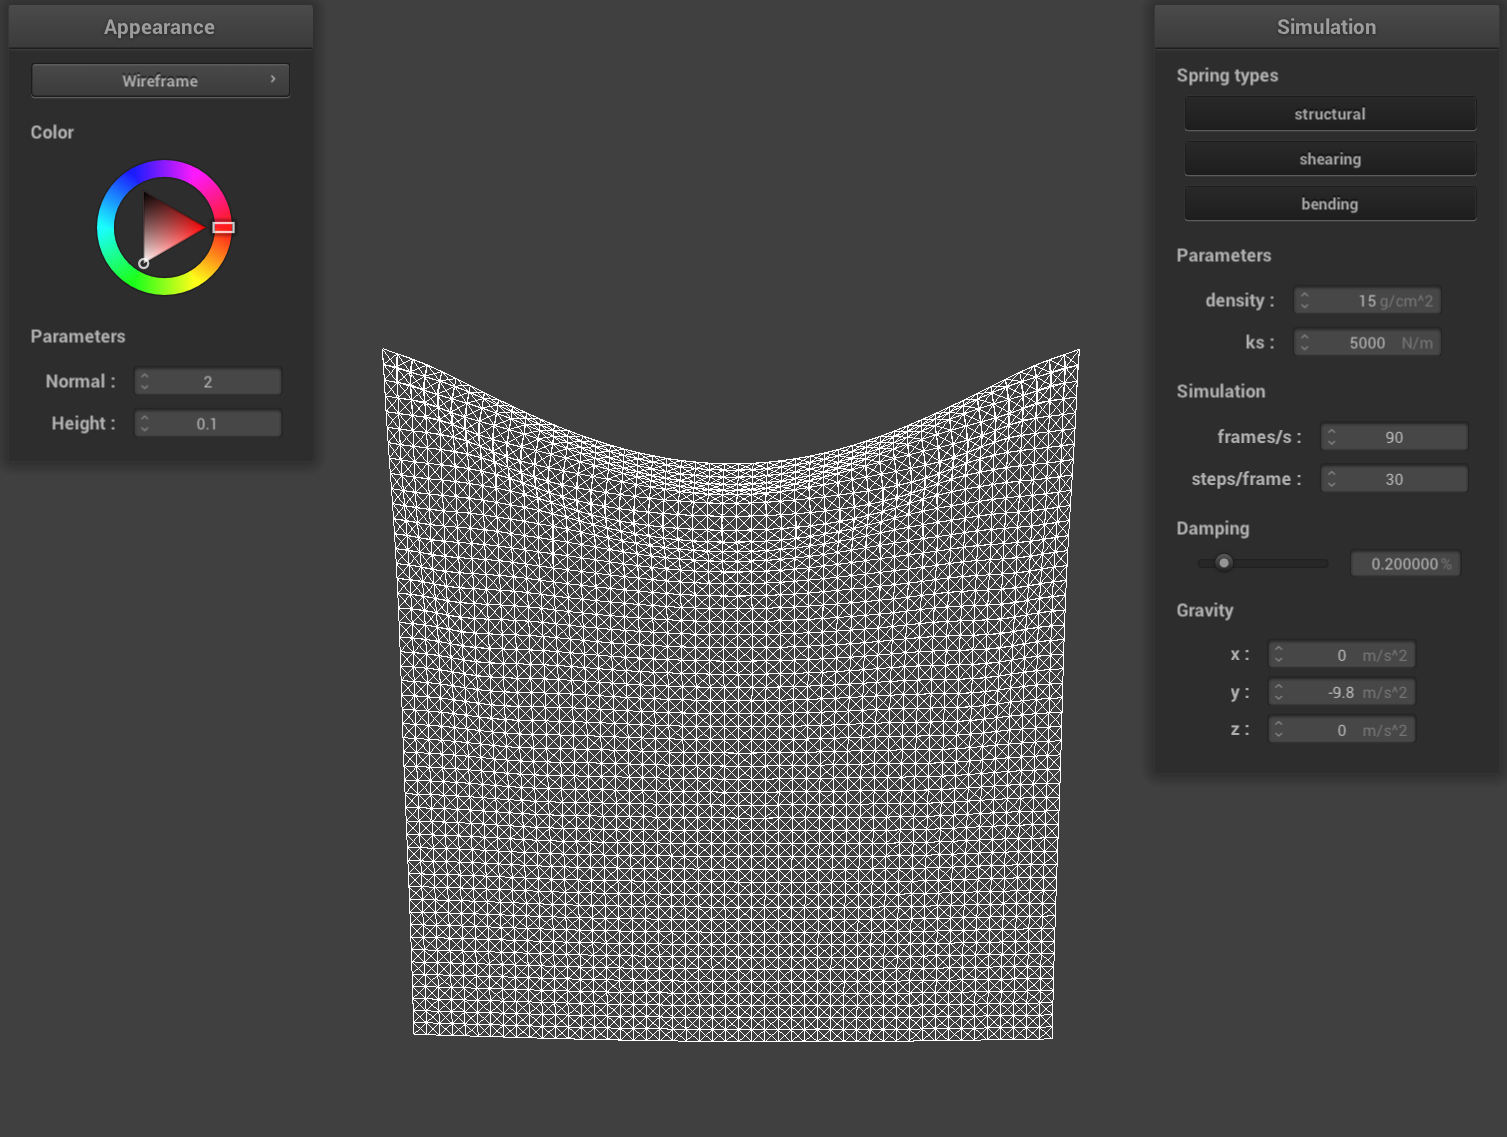 Appearance
Wireframe
Color
Parameters
Normal : 2
Height : 0.1
Simulation
Spring types
structural
shearing
bending
Parameters
density : 15 g/cm^2
ks : 5000 N/m
Simulation
frames/s : 90
steps/frame : 30
Damping
0.200000 %
Gravity
x : 0 m/s^2
y : -9.8 m/s^2
z : 0 m/s^2